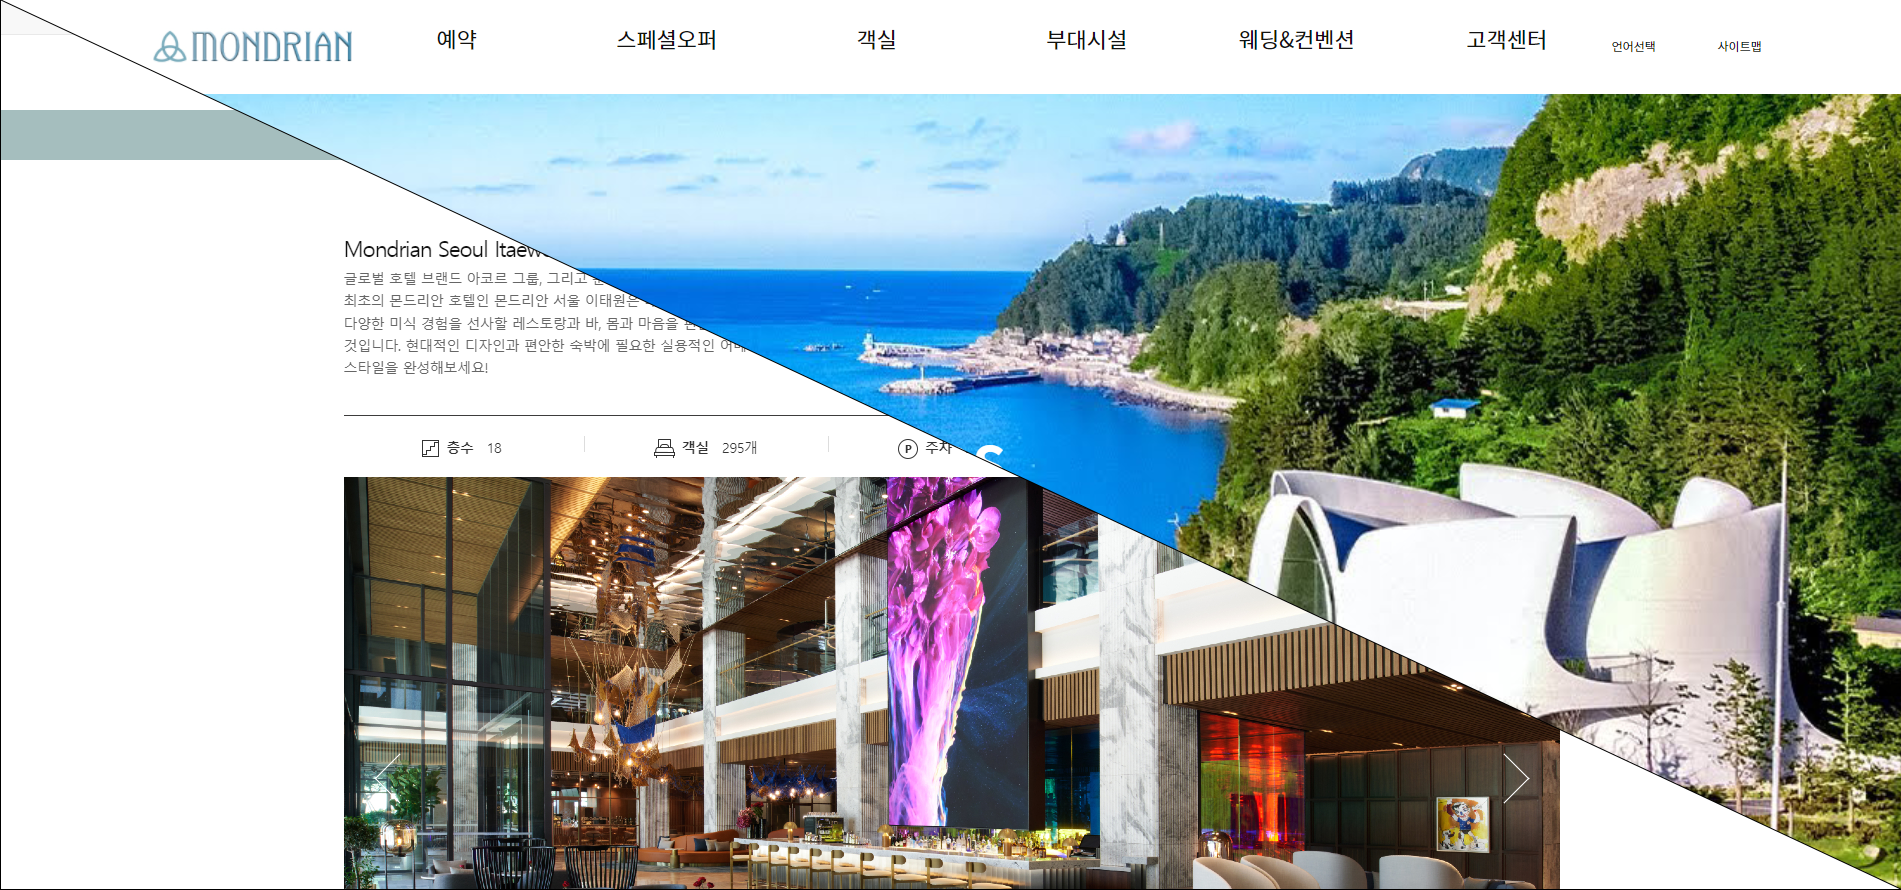 MONDRIAN
예약
스페셜오퍼
객실
부대시설
웨딩&컨벤션
고객센터
언어선택
사이트맵
Mondrian Seoul
글로벌 호텔 브랜드 아코르 그룹, 그리고
최초의 몬드리안 호텔인 몬드리안 서울 이태원은
다양한 미식 경험을 선사할 레스토랑과 바, 몸과 마음을
것입니다. 현대적인 디자인과 편안한 숙박에 필요한 실용적인
스타일을 완성해보세요!
층수 18
객실 295개
P 주차
S